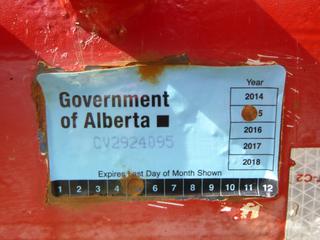 Government
of Alberta
Year
2014
5
2016
2017
2018
CV2924095
Expires Last Day of Month Shown
1 2 3 4 6 7 8 9 10 11 12
T-C2